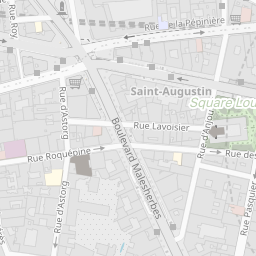 Rue de la Pépinière
Roy
Saint-Augustin
Square Lou
Rue d'Astorg
Rue Lavoisier
Rue d'Anjou
Boulevard Malesherbes
Rue Roquépine
Rue des
Rue d'Astorg
Rue Pasquier